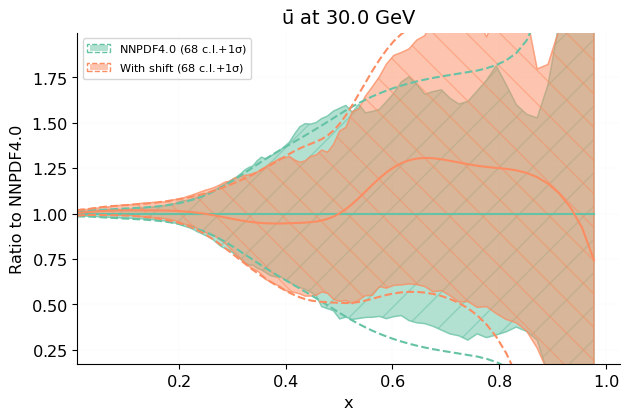 ū at 30.0 GeV
NNPDF4.0 (68 c.l.+1σ)
With shift (68 c.l.+1σ)
Ratio to NNPDF4.0
1.75
1.50
1.25
1.00
0.75
0.50
0.25
0.2
0.4
0.6
0.8
1.0
x